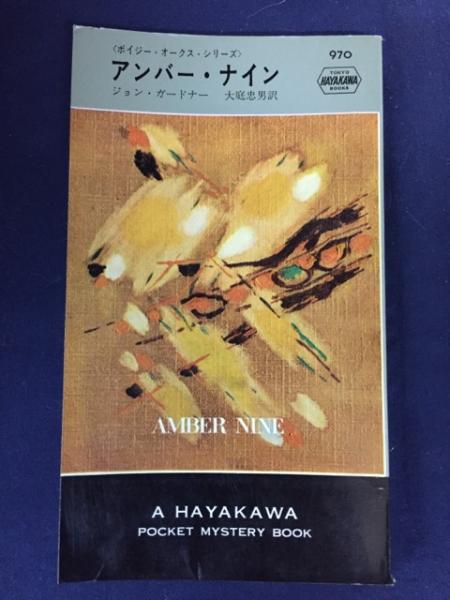 〈ボイジー・オークス・シリーズ〉
アンバー・ナイン
ジョン・ガードナー 大庭忠男訳
970
TOKYO
HAYAKAWA
BOOKS
AMBER NINE
A HAYAKAWA
POCKET MYSTERY BOOK